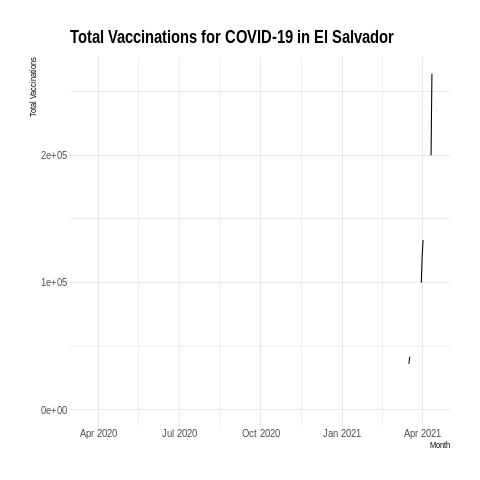 Total Vaccinations for COVID-19 in El Salvador
Total Vaccinations
2e+05
1e+05
0e+00
Apr 2020 Jul 2020 Oct 2020 Jan 2021 Apr 2021
Month